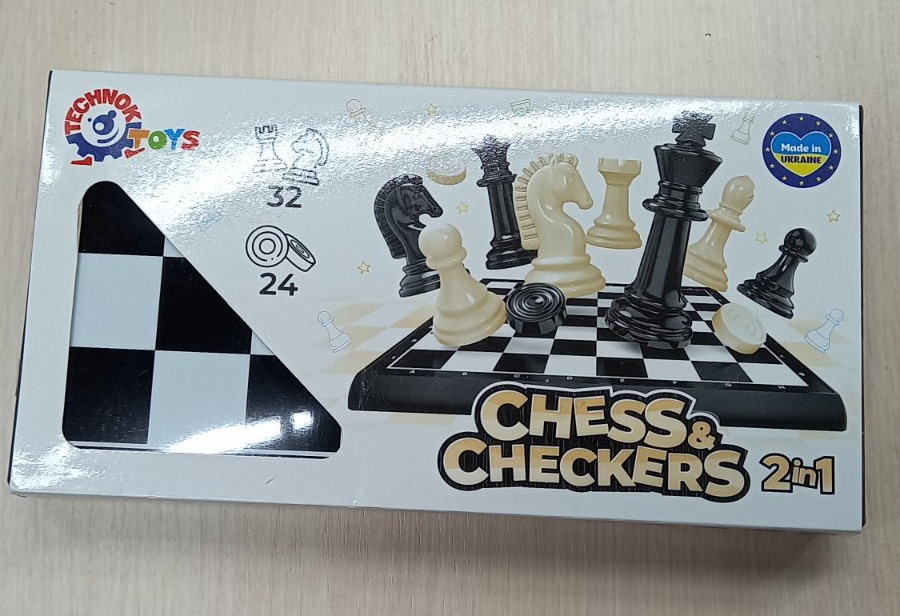 TECHNOK
TOYS
32
24
Made in
UKRAINE
CHESS &
CHECKERS 2in1